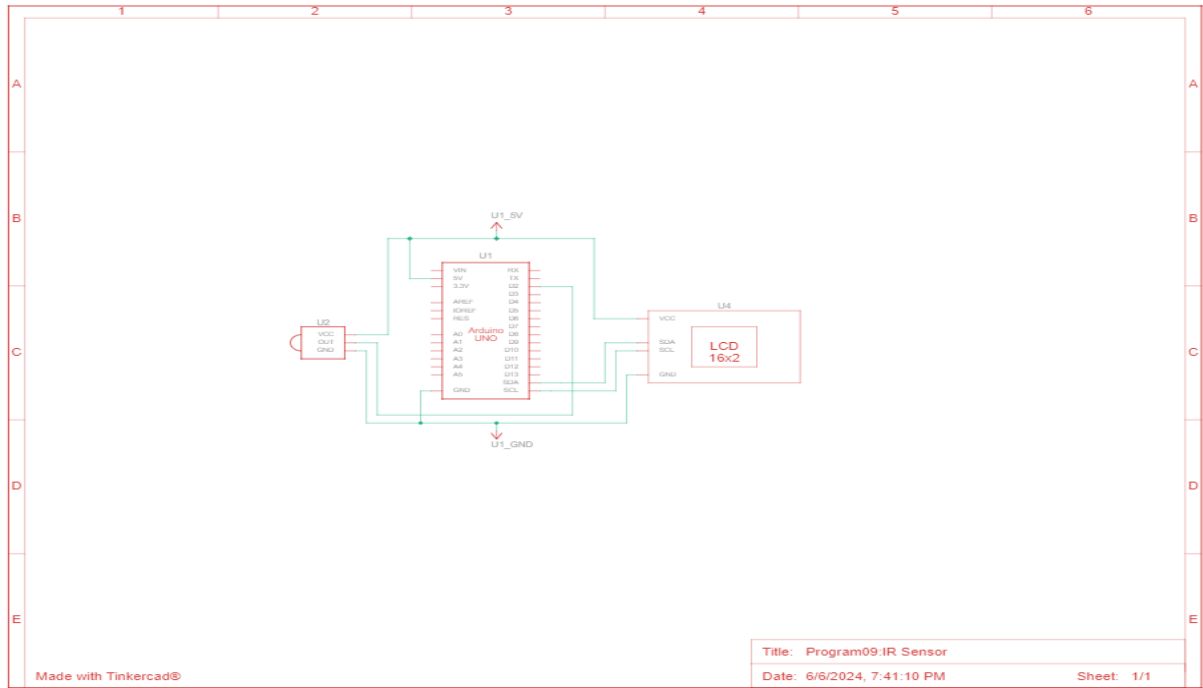 1 2 3 4 5 6
A A
B B
U1_5V
U1
VIN RX
5V TX
3.3V D2
D3
AREF D4
IOREF D5
RES D6
D7
A0 D8
A1 D9
A2 D10
A3 D11
A4 D12
A5 D13
SDA
GND SCL
Arduino
UNO
U2
VCC
OUT
GND
U4
VCC
SDA
SCL
GND
LCD
16x2
C C
U1_GND
D D
E E
Title: Program09:IR Sensor
Made with Tinkercad®
Date: 6/6/2024, 7:41:10 PM Sheet: 1/1